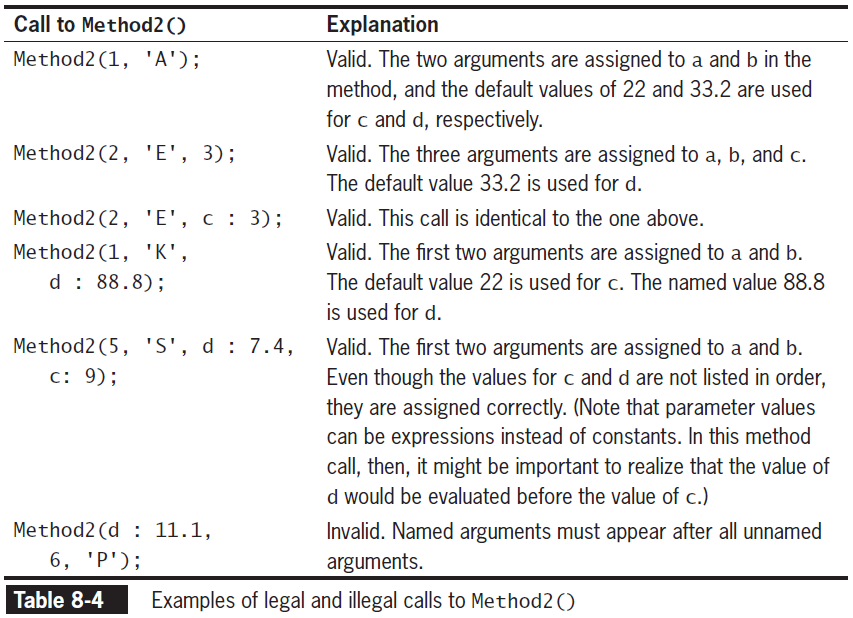 Call to Method2() Explanation
Method2(1, 'A'); Valid. The two arguments are assigned to a and b in the
method, and the default values of 22 and 33.2 are used
for c and d, respectively.
Method2(2, 'E', 3); Valid. The three arguments are assigned to a, b, and c.
The default value 33.2 is used for d.
Method2(2, 'E', c : 3); Valid. This call is identical to the one above.
Method2(1, 'K', Valid. The first two arguments are assigned to a and b.
d : 88.8); The default value 22 is used for c. The named value 88.8
is used for d.
Method2(5, 'S', d : 7.4, Valid. The first two arguments are assigned to a and b.
c: 9); Even though the values for c and d are not listed in order,
they are assigned correctly. (Note that parameter values
can be expressions instead of constants. In this method
call, then, it might be important to realize that the value of
d would be evaluated before the value of c.)
Method2(d : 11.1, Invalid. Named arguments must appear after all unnamed
6, 'P'); arguments.
Table 8-4 Examples of legal and illegal calls to Method2()